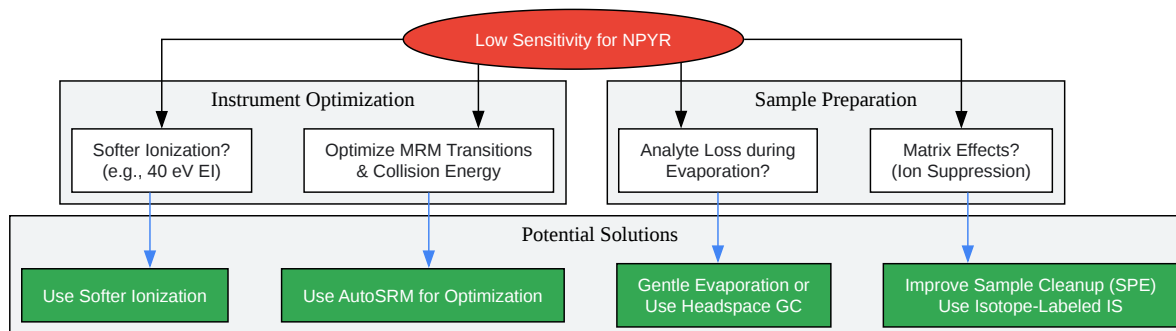 Low Sensitivity for NPYR
Instrument Optimization
Sample Preparation
Softer Ionization?
(e.g., 40 eV EI)
Optimize MRM Transitions
& Collision Energy
Analyte Loss during
Evaporation?
Matrix Effects?
(Ion Suppression)
Potential Solutions
Use Softer Ionization
Use AutoSRM for Optimization
Gentle Evaporation or
Use Headspace GC
Improve Sample Cleanup (SPE)
Use Isotope-Labeled IS